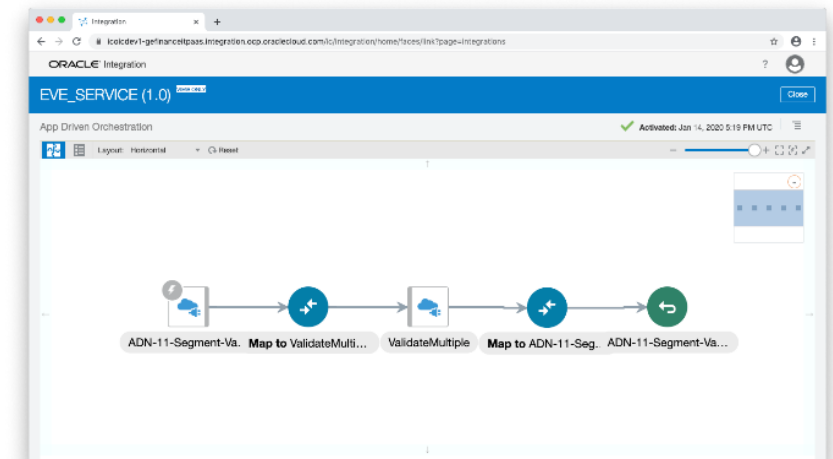 Integration
icoicdev1-gefinanceitpaas.integration.ocp.oraclecloud.com/ic/integration/home/faces/link?page=integrations
ORACLE Integration
?
EVE_SERVICE (1.0) VIEW ONLY
Close
App Driven Orchestration
Activated: Jan 14, 2020 5:19 PM UTC
Layout: Horizontal Reset
ADN-11-Segment-Va. Map to ValidateMulti... ValidateMultiple Map to ADN-11-Seg. ADN-11-Segment-Va...